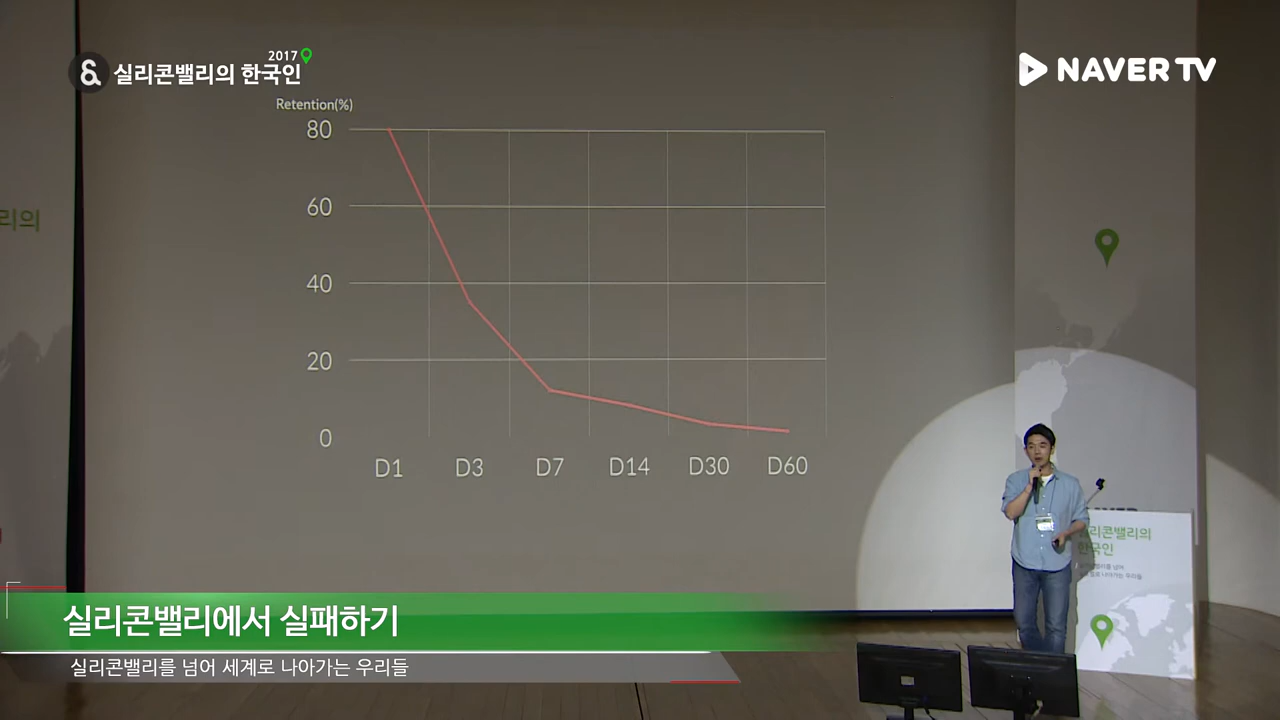 2017
실리콘밸리의 한국인
NAVER TV
Retention(%)
80
60
40
20
0
D1 D3 D7 D14 D30 D60
리의
실리콘밸리의
한국인
실리콘밸리에서 실패하기
실리콘밸리를 넘어 세계로 나아가는 우리들